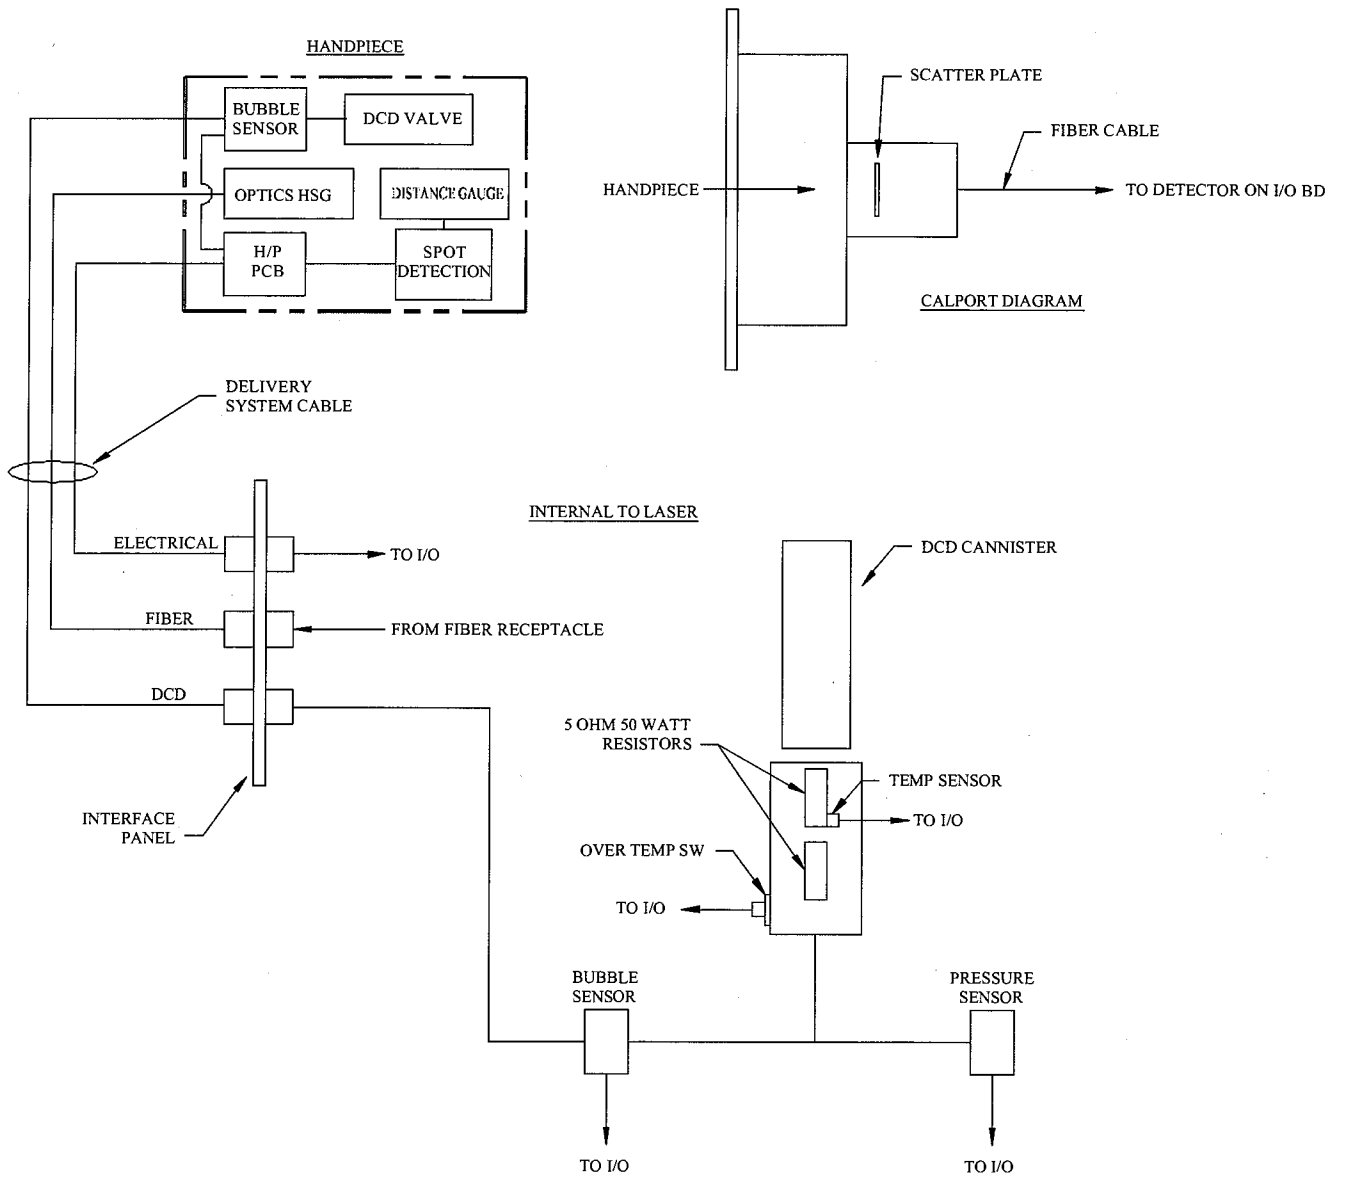 HANDPIECE
BUBBLE
SENSOR
DCD VALVE
OPTICS HSG
DISTANCE GAUGE
H/P
PCB
SPOT
DETECTION
SCATTER PLATE
FIBER CABLE
HANDPIECE
TO DETECTOR ON I/O BD
CALPORT DIAGRAM
DELIVERY
SYSTEM CABLE
INTERNAL TO LASER
ELECTRICAL
TO I/O
DCD CANNISTER
FIBER
FROM FIBER RECEPTACLE
DCD
5 OHM 50 WATT
RESISTORS
TEMP SENSOR
TO I/O
INTERFACE
PANEL
OVER TEMP SW
TO I/O
BUBBLE
SENSOR
PRESSURE
SENSOR
TO I/O
TO I/O